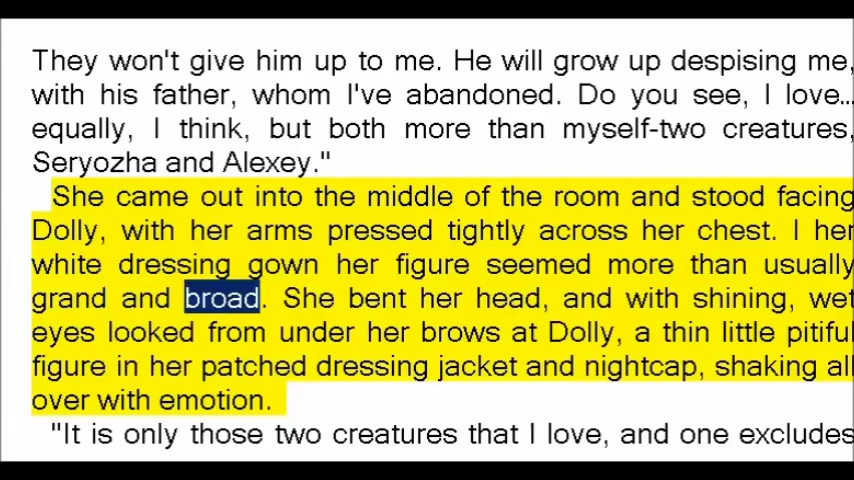 They won't give him up to me. He will grow up despising me,
with his father, whom I've abandoned. Do you see, I love...
equally, I think, but both more than myself-two creatures,
Seryozha and Alexey."
She came out into the middle of the room and stood facing
Dolly, with her arms pressed tightly across her chest. I her
white dressing gown her figure seemed more than usually
grand and broad. She bent her head, and with shining, wet
eyes looked from under her brows at Dolly, a thin little pitiful
figure in her patched dressing jacket and nightcap, shaking all
over with emotion.
"It is only those two creatures that I love, and one excludes